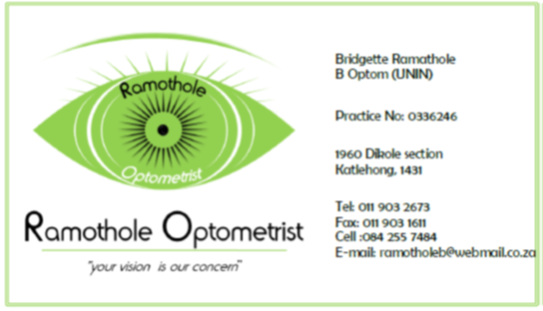 Ramothole
Optometrist
Ramothole Optometrist
"your vision is our concern"
Bridgette Ramathole
B Optom (UNIN)
Practice No: 0336246
1960 Dikole section
Katlehong, 1431
Tel: 011 903 2673
Fax: 011 903 1611
Cell :084 255 7484
E-mail: ramotholeb@webmail.co.za